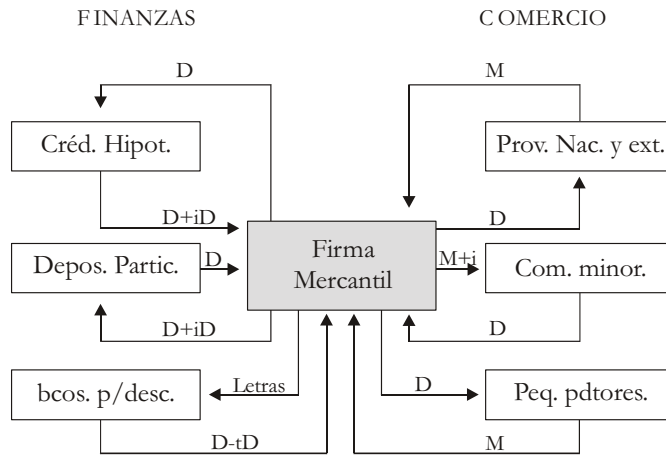 FINANZAS
COMERCIO
D
M
Créd. Hipot.
Prov. Nac. y ext.
D+iD
D
Firma
Mercantil
Depos. Partic.
D
M+i
Com. minor.
D+iD
D
bcos. p/desc.
Letras
D
Peq. pdtores.
D-tD
M